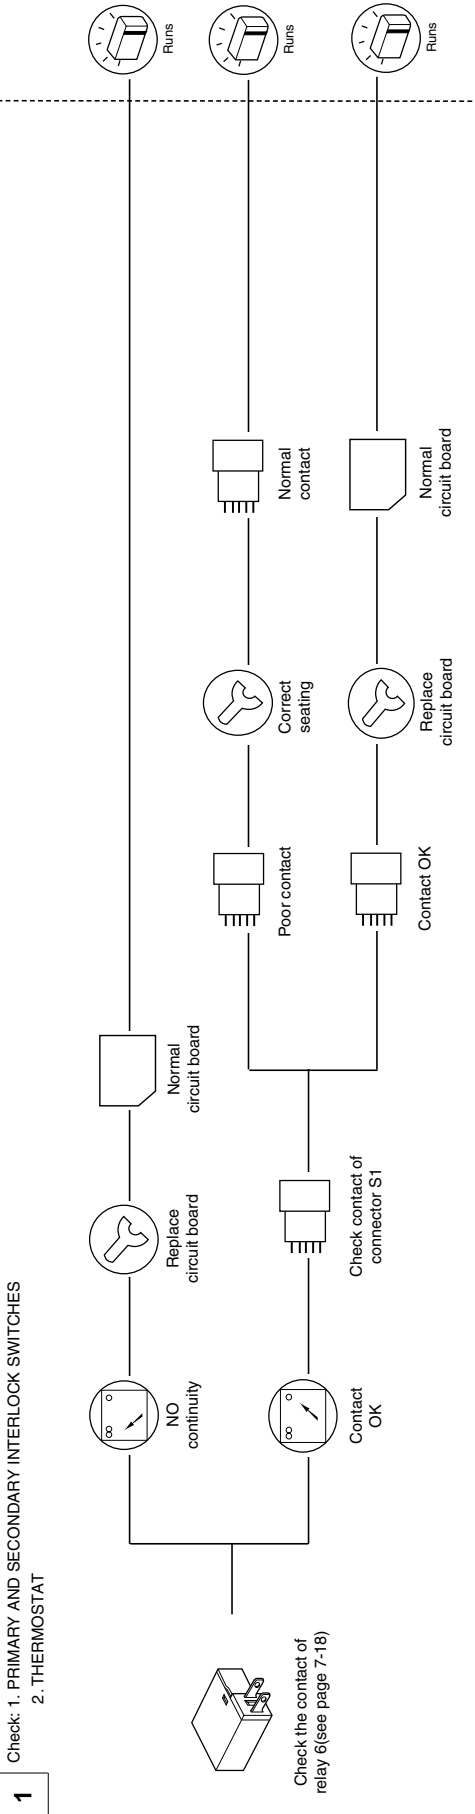 1
Check: 1. PRIMARY AND SECONDARY INTERLOCK SWITCHES
2. THERMOSTAT
Check the contact of
relay 6(see page 7-18)
NO
continuity
Replace
circuit board
Normal
circuit board
Runs
Contact
OK
Check contact of
connector S1
Poor contact
Correct
seating
Normal
contact
Runs
Contact OK
Replace
circuit board
Normal
circuit board
Runs